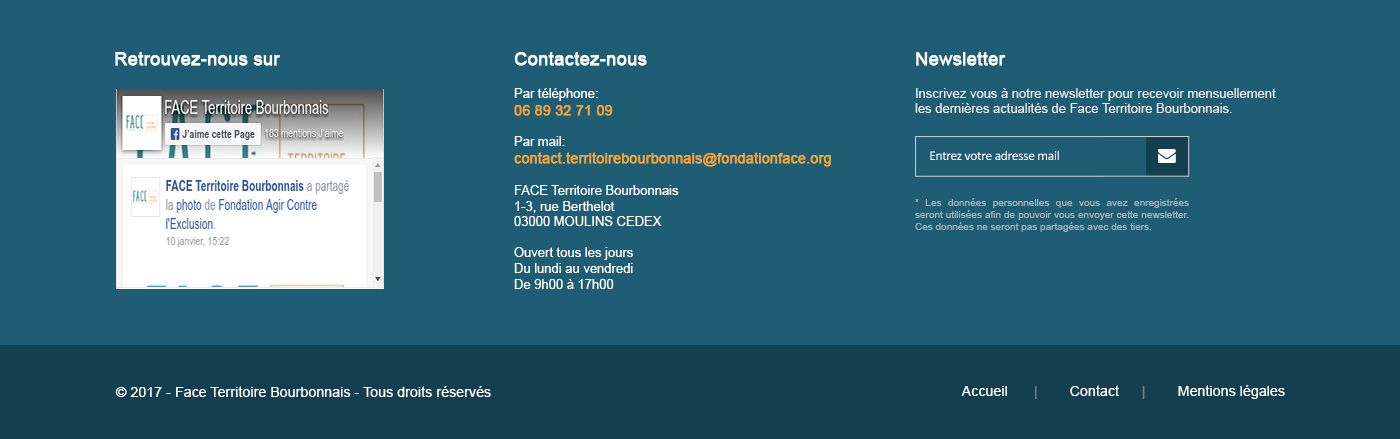 Retrouvez-nous sur
FACE
FACE Territoire Bourbonnais
J'aime cette Page
183 mentions J'aime
TERRITOIRE
FACE
FACE Territoire Bourbonnais a partagé
la photo de Fondation Agir Contre
l'Exclusion.
10 janvier, 15:22
Contactez-nous
Par téléphone:
06 89 32 71 09
Par mail:
contact.territoirebourbonnais@fondationface.org
FACE Territoire Bourbonnais
1-3, rue Berthelot
03000 MOULINS CEDEX
Ouvert tous les jours
Du lundi au vendredi
De 9h00 à 17h00
Newsletter
Inscrivez vous à notre newsletter pour recevoir mensuellement
les dernières actualités de Face Territoire Bourbonnais.
Entrez votre adresse mail
* Les données personnelles que vous avez enregistrées
seront utilisées afin de pouvoir vous envoyer cette newsletter.
Ces données ne seront pas partagées avec des tiers.
© 2017 - Face Territoire Bourbonnais - Tous droits réservés
Accueil | Contact | Mentions légales